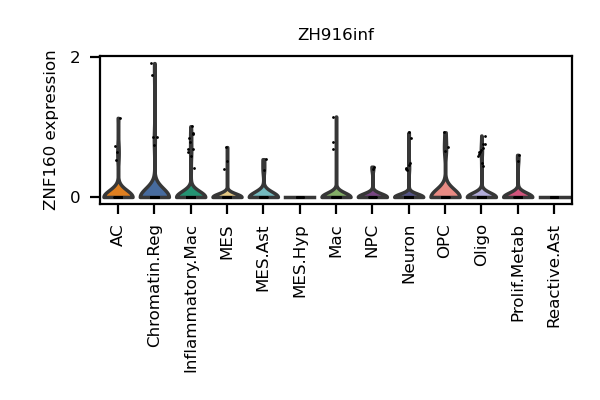 ZH916inf
ZNF160 expression
2
0
AC
Chromatin.Reg
Inflammatory.Mac
MES
MES.Ast
MES.Hyp
Mac
NPC
Neuron
OPC
Oligo
Prolif.Metab
Reactive.Ast